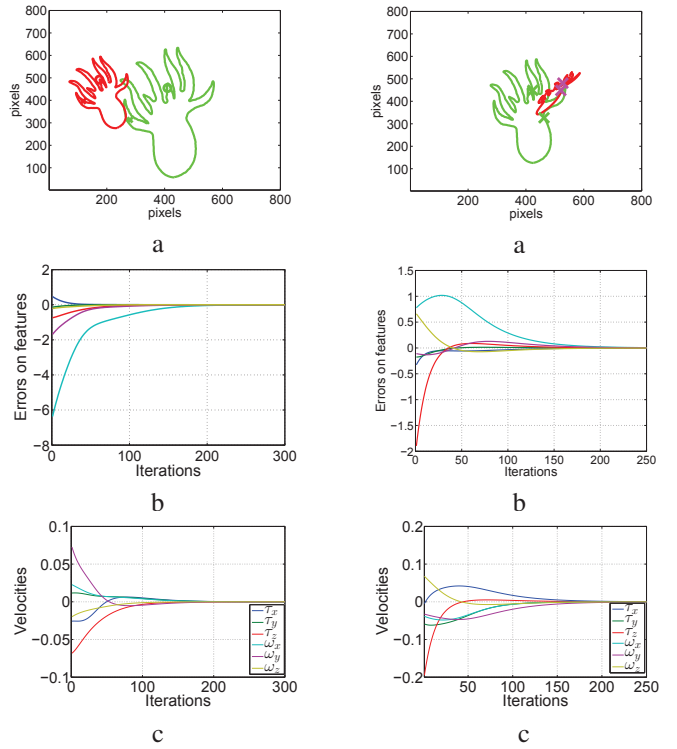 800
700
600
500
400
300
200
100
pixels
200 400 600 800
pixels
a
800
700
600
500
400
300
200
100
pixels
200 400 600 800
pixels
a
2
0
−2
−4
−6
−8
Errors on features
0 100 200 300
Iterations
b
1.5
1
0.5
0
−0.5
−1
−1.5
−2
Errors on features
0 50 100 150 200 250
Iterations
b
0.1
0.05
0
−0.05
−0.1
Velocities
τx
τy
τz
ωx
ωy
ωz
0 100 200 300
Iterations
c
0.2
0.1
0
−0.1
−0.2
Velocities
τx
τy
τz
ωx
ωy
ωz
50 100 150 200 250
Iterations
c